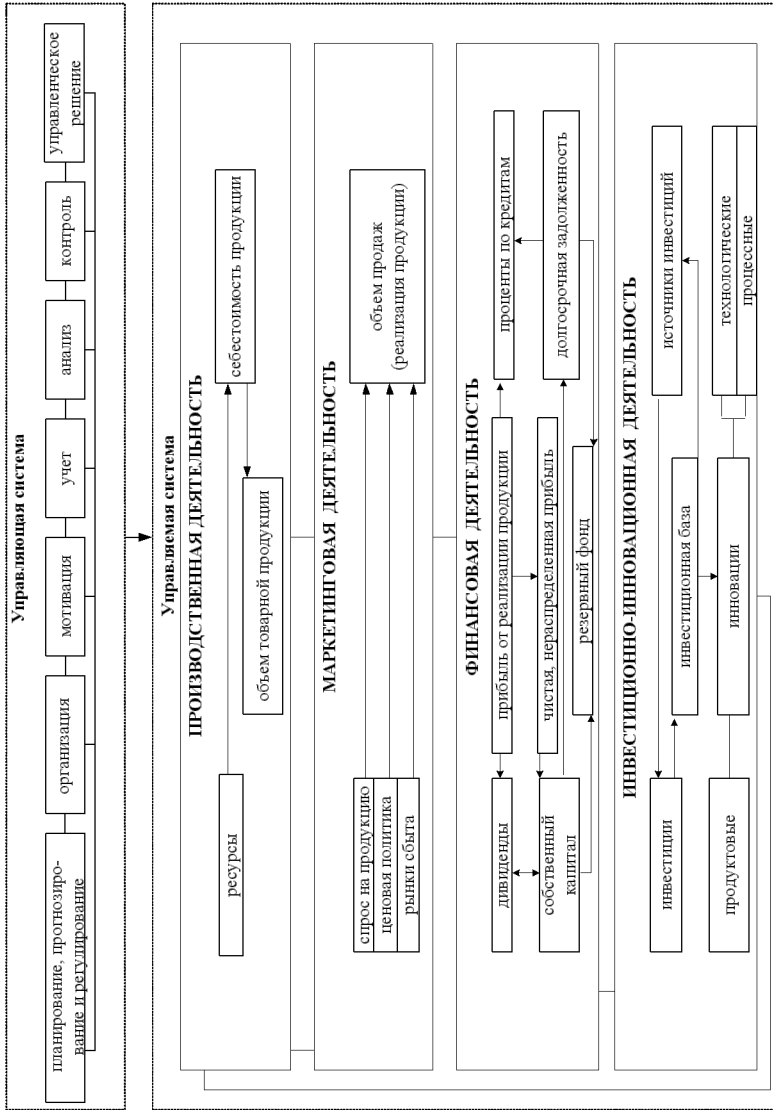 Управляющая система
планирование, прогнозиро-
вание и регулирование
организация
мотивация
учет
анализ
контроль
управленческое
решение
Управляемая система
ПРОИЗВОДСТВЕННАЯ ДЕЯТЕЛЬНОСТЬ
ресурсы
себестоимость продукции
объем товарной продукции
МАРКЕТИНГОВАЯ ДЕЯТЕЛЬНОСТЬ
спрос на продукцию
ценовая политика
рынки сбыта
объем продаж
(реализация продукции)
ФИНАНСОВАЯ ДЕЯТЕЛЬНОСТЬ
дивиденды
прибыль от реализации продукции
проценты по кредитам
собственный
капитал
чистая, нераспределенная прибыль
долгосрочная задолженность
резервный фонд
ИНВЕСТИЦИОННО-ИННОВАЦИОННАЯ ДЕЯТЕЛЬНОСТЬ
инвестиции
инвестиционная база
источники инвестиций
продуктовые
инновации
технологические
процессные